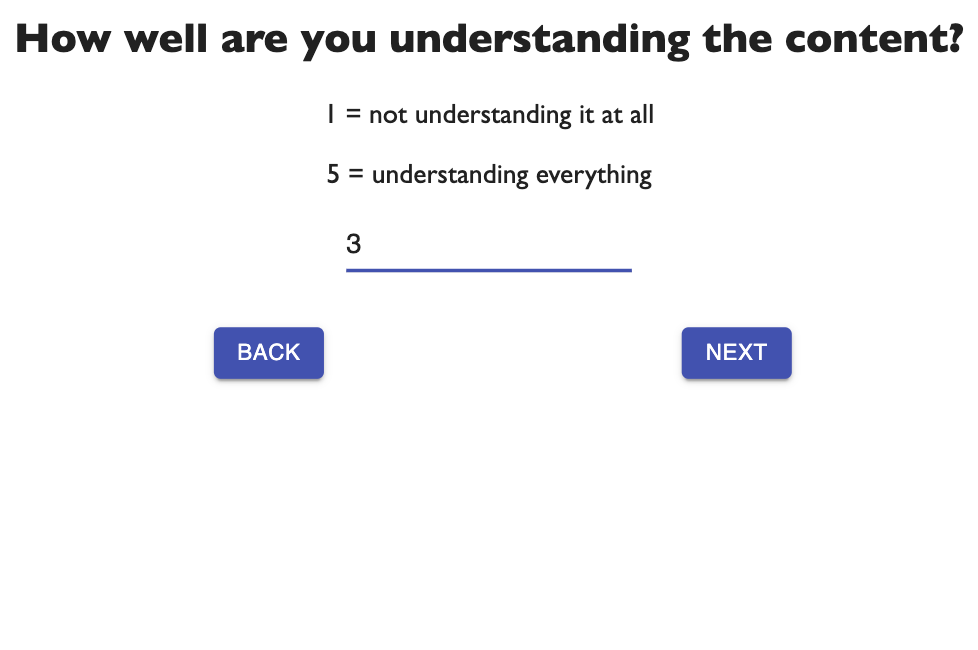 How well are you understanding the content?
1 = not understanding it at all
5 = understanding everything
3
BACK
NEXT